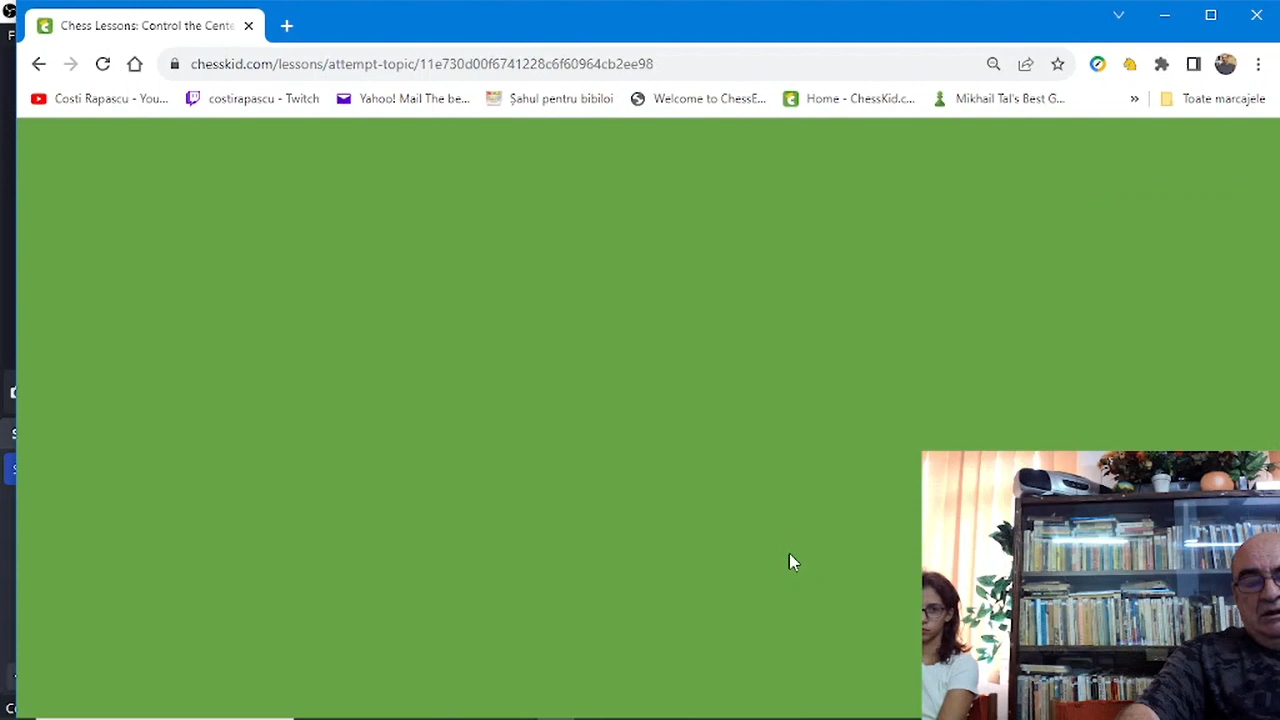 Chess Lessons: Control the Cente
chesskid.com/lessons/attempt-topic/11e730d00f6741228c6f60964cb2ee98
Costi Rapascu - You...
costirapascu - Twitch
Yahoo! Mail The be...
Șahul pentru bibiloi
Welcome to ChessE...
Home - ChessKid.c...
Mikhail Tal's Best G...
»
Toate marcajele